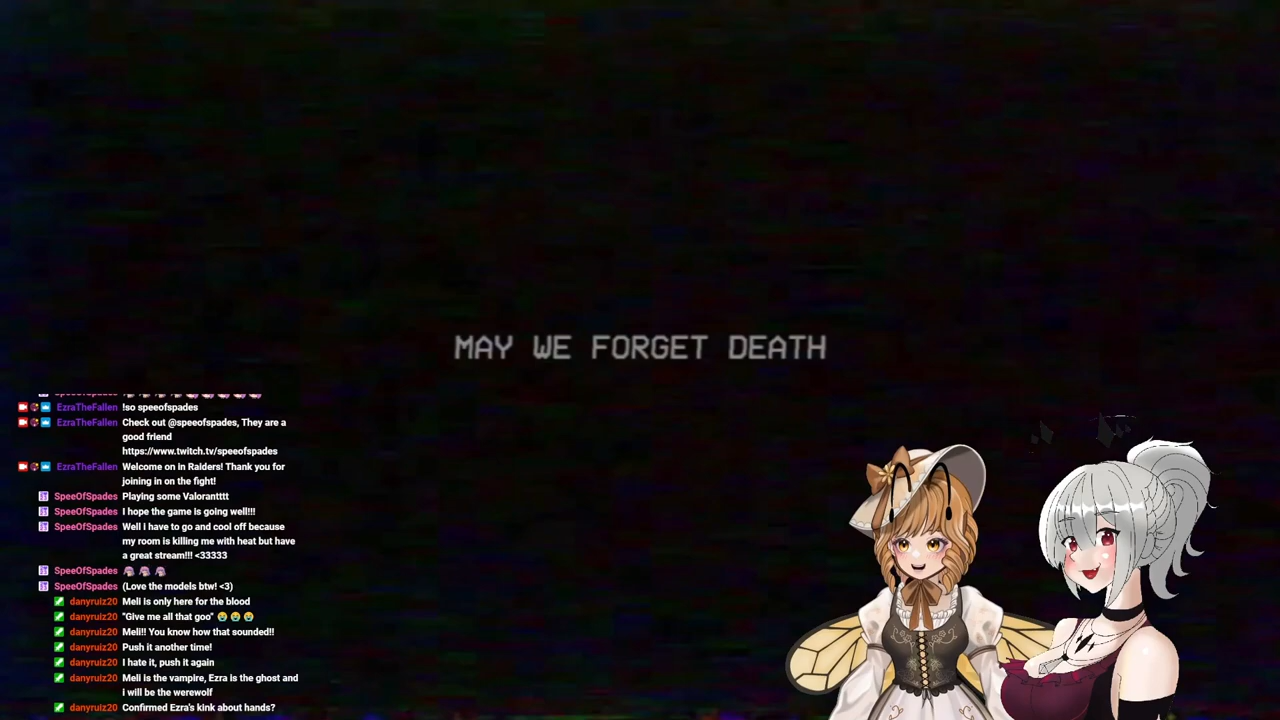 MAY WE FORGET DEATH
EzraTheFallen !so speeofspades
EzraTheFallen Check out @speeofspades, They are a
good friend
https://www.twitch.tv/speeofspades
EzraTheFallen Welcome on in Raiders! Thank you for
joining in on the fight!
SpeeOfSpades Playing some Valorantttt
SpeeOfSpades I hope the game is going well!!!
SpeeOfSpades Well I have to go and cool off because
my room is killing me with heat but have
a great stream!!! <33333
SpeeOfSpades
SpeeOfSpades (Love the models btw! <3)
danyruiz20 Meli is only here for the blood
danyruiz20 "Give me all that goo" 😭 😭 😭
danyruiz20 Meli!! You know how that sounded!!
danyruiz20 Push it another time!
danyruiz20 I hate it, push it again
danyruiz20 Meli is the vampire, Ezra is the ghost and
i will be the werewolf
danyruiz20 Confirmed Ezra's kink about hands?